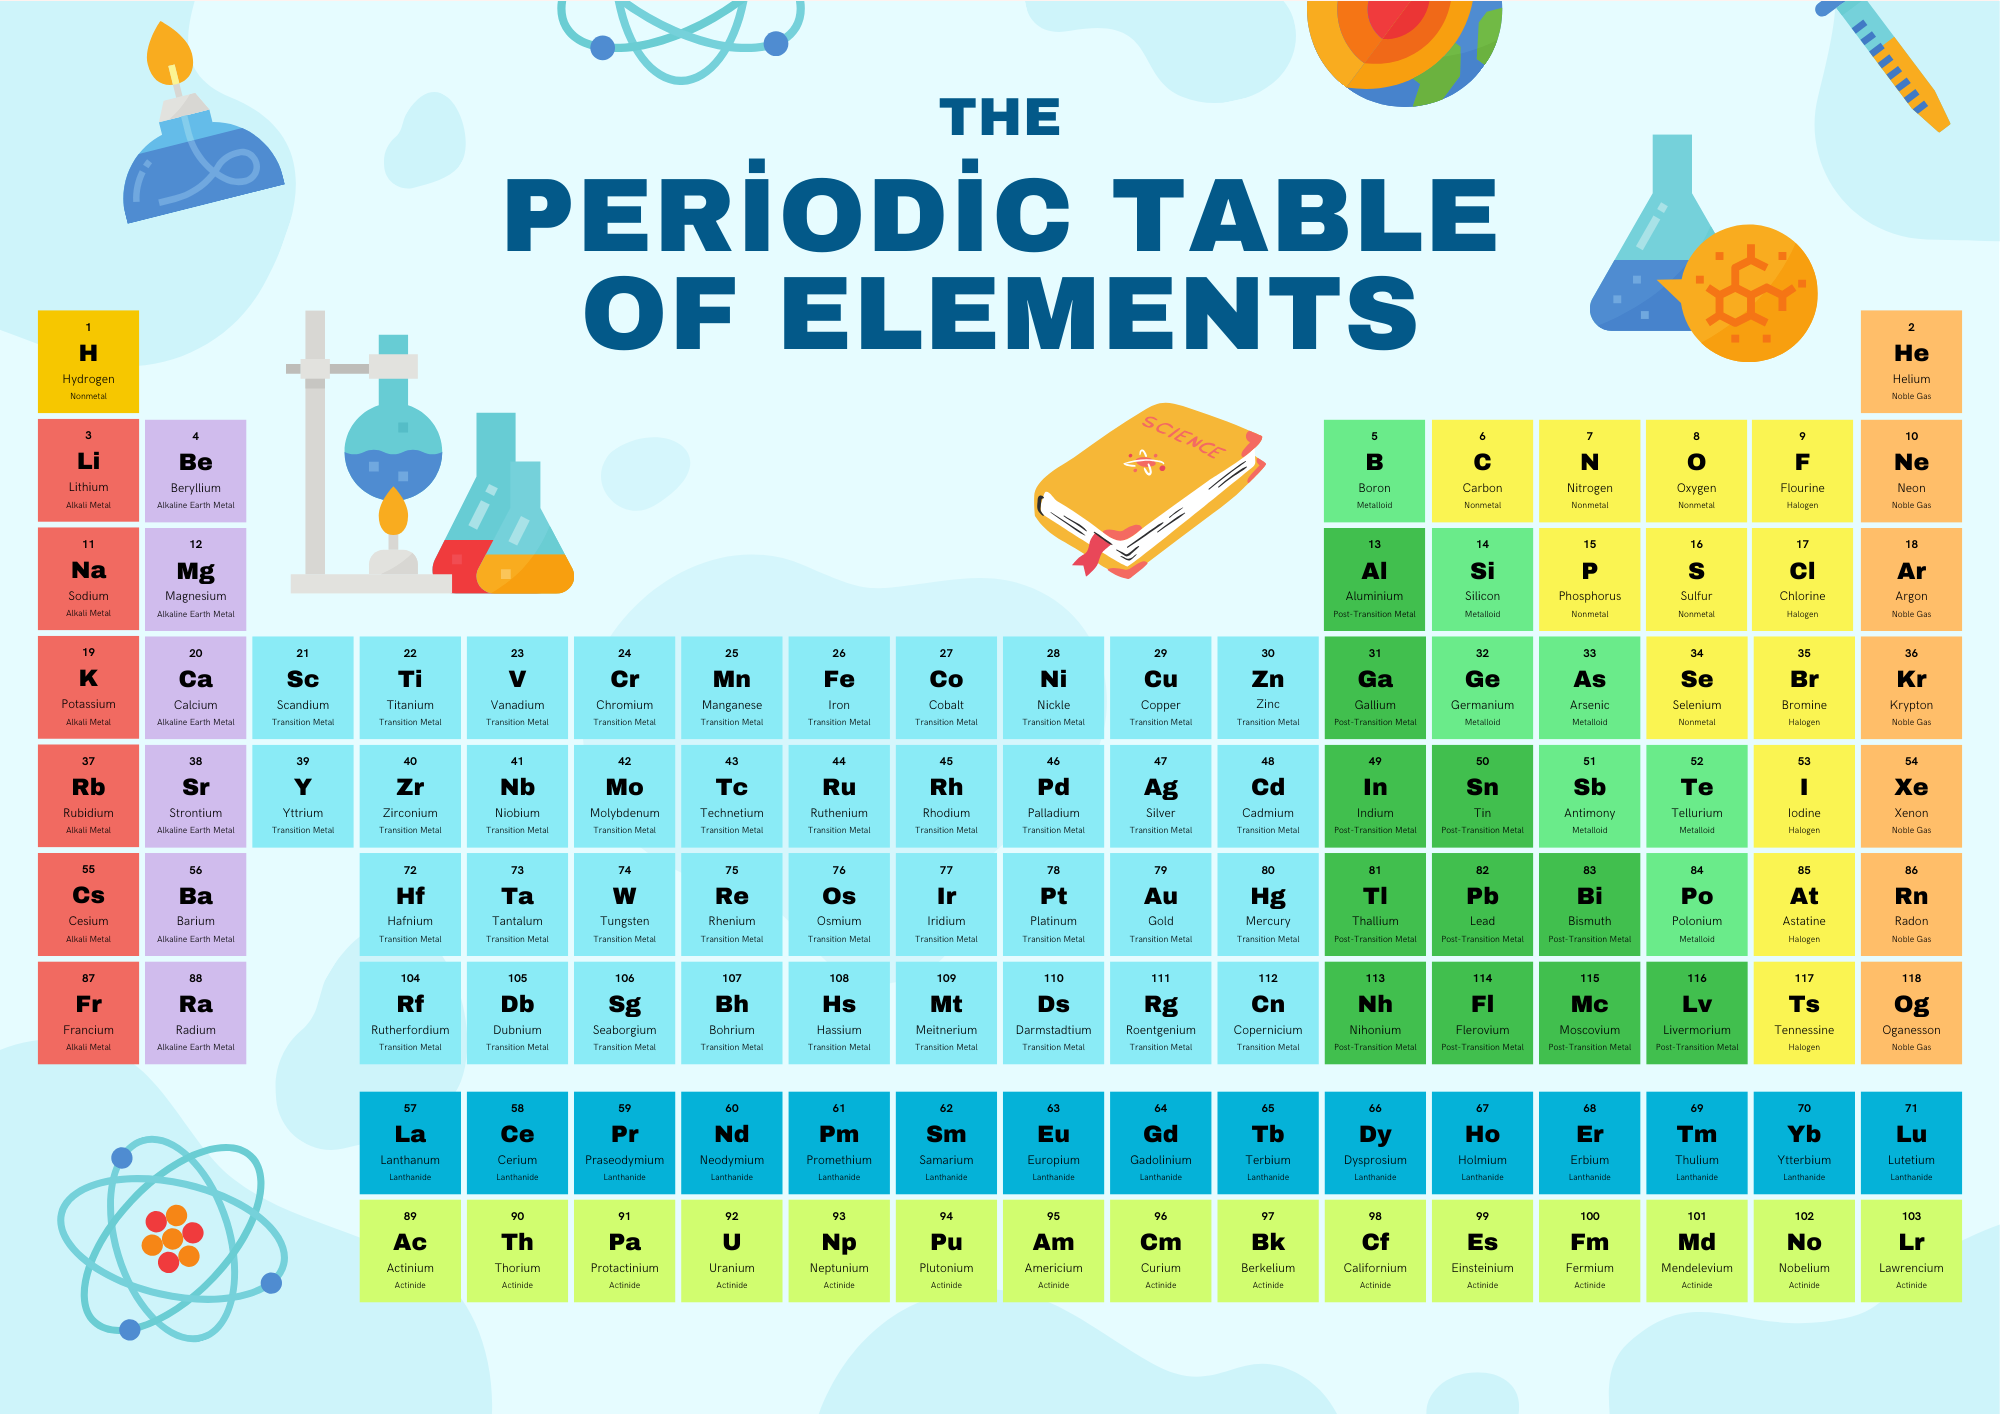 THE
PERİODİC TABLE
OF ELEMENTS
1
H
Hydrogen
Nonmetal
2
He
Helium
Noble Gas
SCIENCE
3
Li
Lithium
Alkali Metal
4
Be
Beryllium
Alkaline Earth Metal
5
B
Boron
Metalloid
6
C
Carbon
Nonmetal
7
N
Nitrogen
Nonmetal
8
O
Oxygen
Nonmetal
9
F
Flourine
Halogen
10
Ne
Neon
Noble Gas
11
Na
Sodium
Alkali Metal
12
Mg
Magnesium
Alkaline Earth Metal
13
Al
Aluminium
Post-Transition Metal
14
Si
Silicon
Metalloid
15
P
Phosphorus
Nonmetal
16
S
Sulfur
Nonmetal
17
Cl
Chlorine
Halogen
18
Ar
Argon
Noble Gas
19
K
Potassium
Alkali Metal
20
Ca
Calcium
Alkaline Earth Metal
21
Sc
Scandium
Transition Metal
22
Ti
Titanium
Transition Metal
23
V
Vanadium
Transition Metal
24
Cr
Chromium
Transition Metal
25
Mn
Manganese
Transition Metal
26
Fe
Iron
Transition Metal
27
Co
Cobalt
Transition Metal
28
Ni
Nickle
Transition Metal
29
Cu
Copper
Transition Metal
30
Zn
Zinc
Transition Metal
31
Ga
Gallium
Post-Transition Metal
32
Ge
Germanium
Metalloid
33
As
Arsenic
Metalloid
34
Se
Selenium
Nonmetal
35
Br
Bromine
Halogen
36
Kr
Krypton
Noble Gas
37
Rb
Rubidium
Alkali Metal
38
Sr
Strontium
Alkaline Earth Metal
39
Y
Yttrium
Transition Metal
40
Zr
Zirconium
Transition Metal
41
Nb
Niobium
Transition Metal
42
Mo
Molybdenum
Transition Metal
43
Tc
Technetium
Transition Metal
44
Ru
Ruthenium
Transition Metal
45
Rh
Rhodium
Transition Metal
46
Pd
Palladium
Transition Metal
47
Ag
Silver
Transition Metal
48
Cd
Cadmium
Transition Metal
49
In
Indium
Post-Transition Metal
50
Sn
Tin
Post-Transition Metal
51
Sb
Antimony
Metalloid
52
Te
Tellurium
Metalloid
53
I
Iodine
Halogen
54
Xe
Xenon
Noble Gas
55
Cs
Cesium
Alkali Metal
56
Ba
Barium
Alkaline Earth Metal
72
Hf
Hafnium
Transition Metal
73
Ta
Tantalum
Transition Metal
74
W
Tungsten
Transition Metal
75
Re
Rhenium
Transition Metal
76
Os
Osmium
Transition Metal
77
Ir
Iridium
Transition Metal
78
Pt
Platinum
Transition Metal
79
Au
Gold
Transition Metal
80
Hg
Mercury
Transition Metal
81
Tl
Thallium
Post-Transition Metal
82
Pb
Lead
Post-Transition Metal
83
Bi
Bismuth
Post-Transition Metal
84
Po
Polonium
Metalloid
85
At
Astatine
Halogen
86
Rn
Radon
Noble Gas
87
Fr
Francium
Alkali Metal
88
Ra
Radium
Alkaline Earth Metal
104
Rf
Rutherfordium
Transition Metal
105
Db
Dubnium
Transition Metal
106
Sg
Seaborgium
Transition Metal
107
Bh
Bohrium
Transition Metal
108
Hs
Hassium
Transition Metal
109
Mt
Meitnerium
Transition Metal
110
Ds
Darmstadtium
Transition Metal
111
Rg
Roentgenium
Transition Metal
112
Cn
Copernicium
Transition Metal
113
Nh
Nihonium
Post-Transition Metal
114
Fl
Flerovium
Post-Transition Metal
115
Mc
Moscovium
Post-Transition Metal
116
Lv
Livermorium
Post-Transition Metal
117
Ts
Tennessine
Halogen
118
Og
Oganesson
Noble Gas
57
La
Lanthanum
Lanthanide
58
Ce
Cerium
Lanthanide
59
Pr
Praseodymium
Lanthanide
60
Nd
Neodymium
Lanthanide
61
Pm
Promethium
Lanthanide
62
Sm
Samarium
Lanthanide
63
Eu
Europium
Lanthanide
64
Gd
Gadolinium
Lanthanide
65
Tb
Terbium
Lanthanide
66
Dy
Dysprosium
Lanthanide
67
Ho
Holmium
Lanthanide
68
Er
Erbium
Lanthanide
69
Tm
Thulium
Lanthanide
70
Yb
Ytterbium
Lanthanide
71
Lu
Lutetium
Lanthanide
89
Ac
Actinium
Actinide
90
Th
Thorium
Actinide
91
Pa
Protactinium
Actinide
92
U
Uranium
Actinide
93
Np
Neptunium
Actinide
94
Pu
Plutonium
Actinide
95
Am
Americium
Actinide
96
Cm
Curium
Actinide
97
Bk
Berkelium
Actinide
98
Cf
Californium
Actinide
99
Es
Einsteinium
Actinide
100
Fm
Fermium
Actinide
101
Md
Mendelevium
Actinide
102
No
Nobelium
Actinide
103
Lr
Lawrencium
Actinide